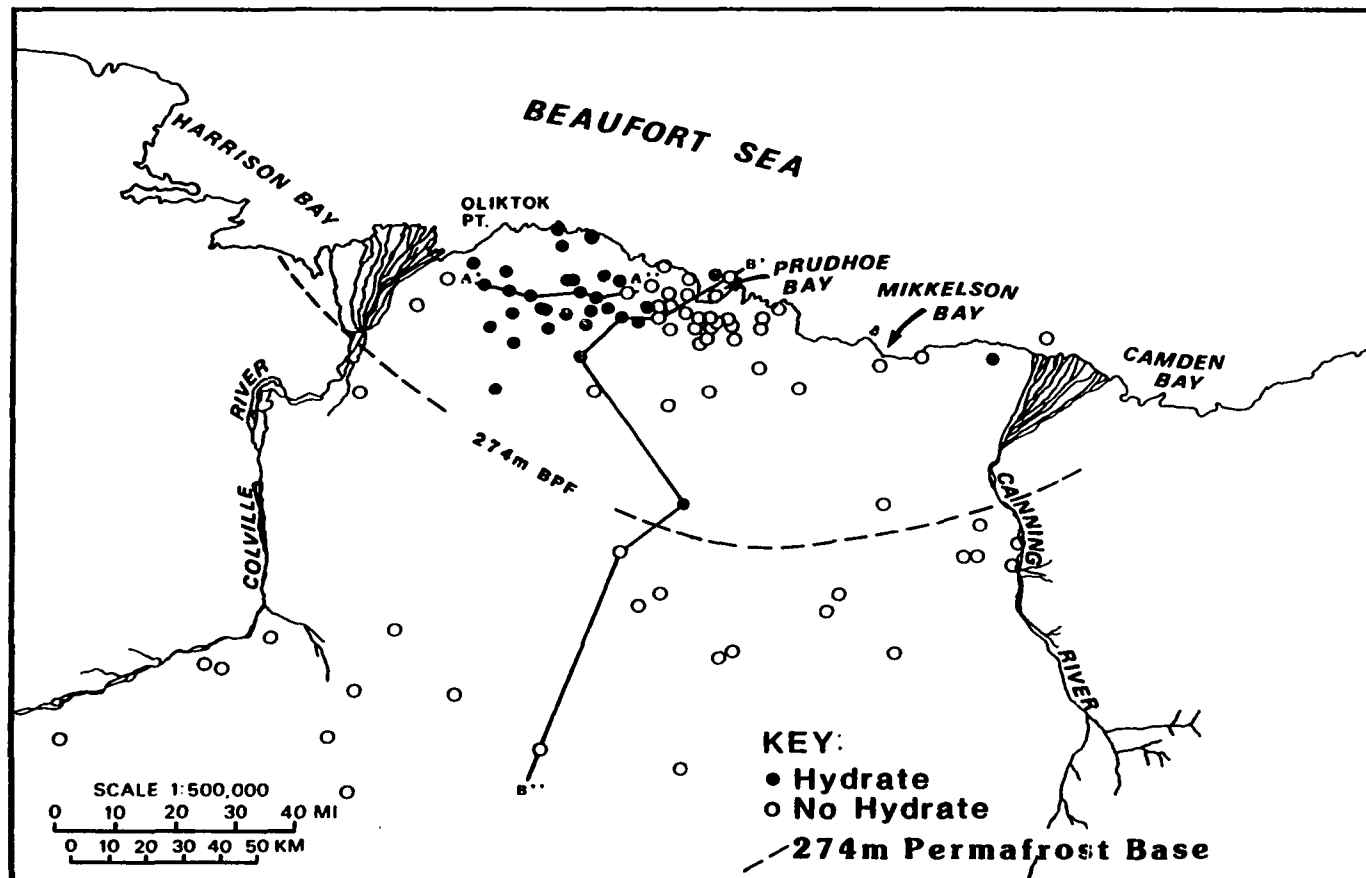 BEAUFORT SEA
HARRISON BAY
OLIKTOK
PT.
A'
A''
B'
PRUDHOE
BAY
MIKKELSON
BAY
CAMDEN
BAY
RIVER
COLVILLE
274m BPF
CANNING
RIVER
B''
KEY:
● Hydrate
○ No Hydrate
274m Permafrost Base
SCALE 1:500,000
0 10 20 30 40 MI
0 10 20 30 40 50 KM